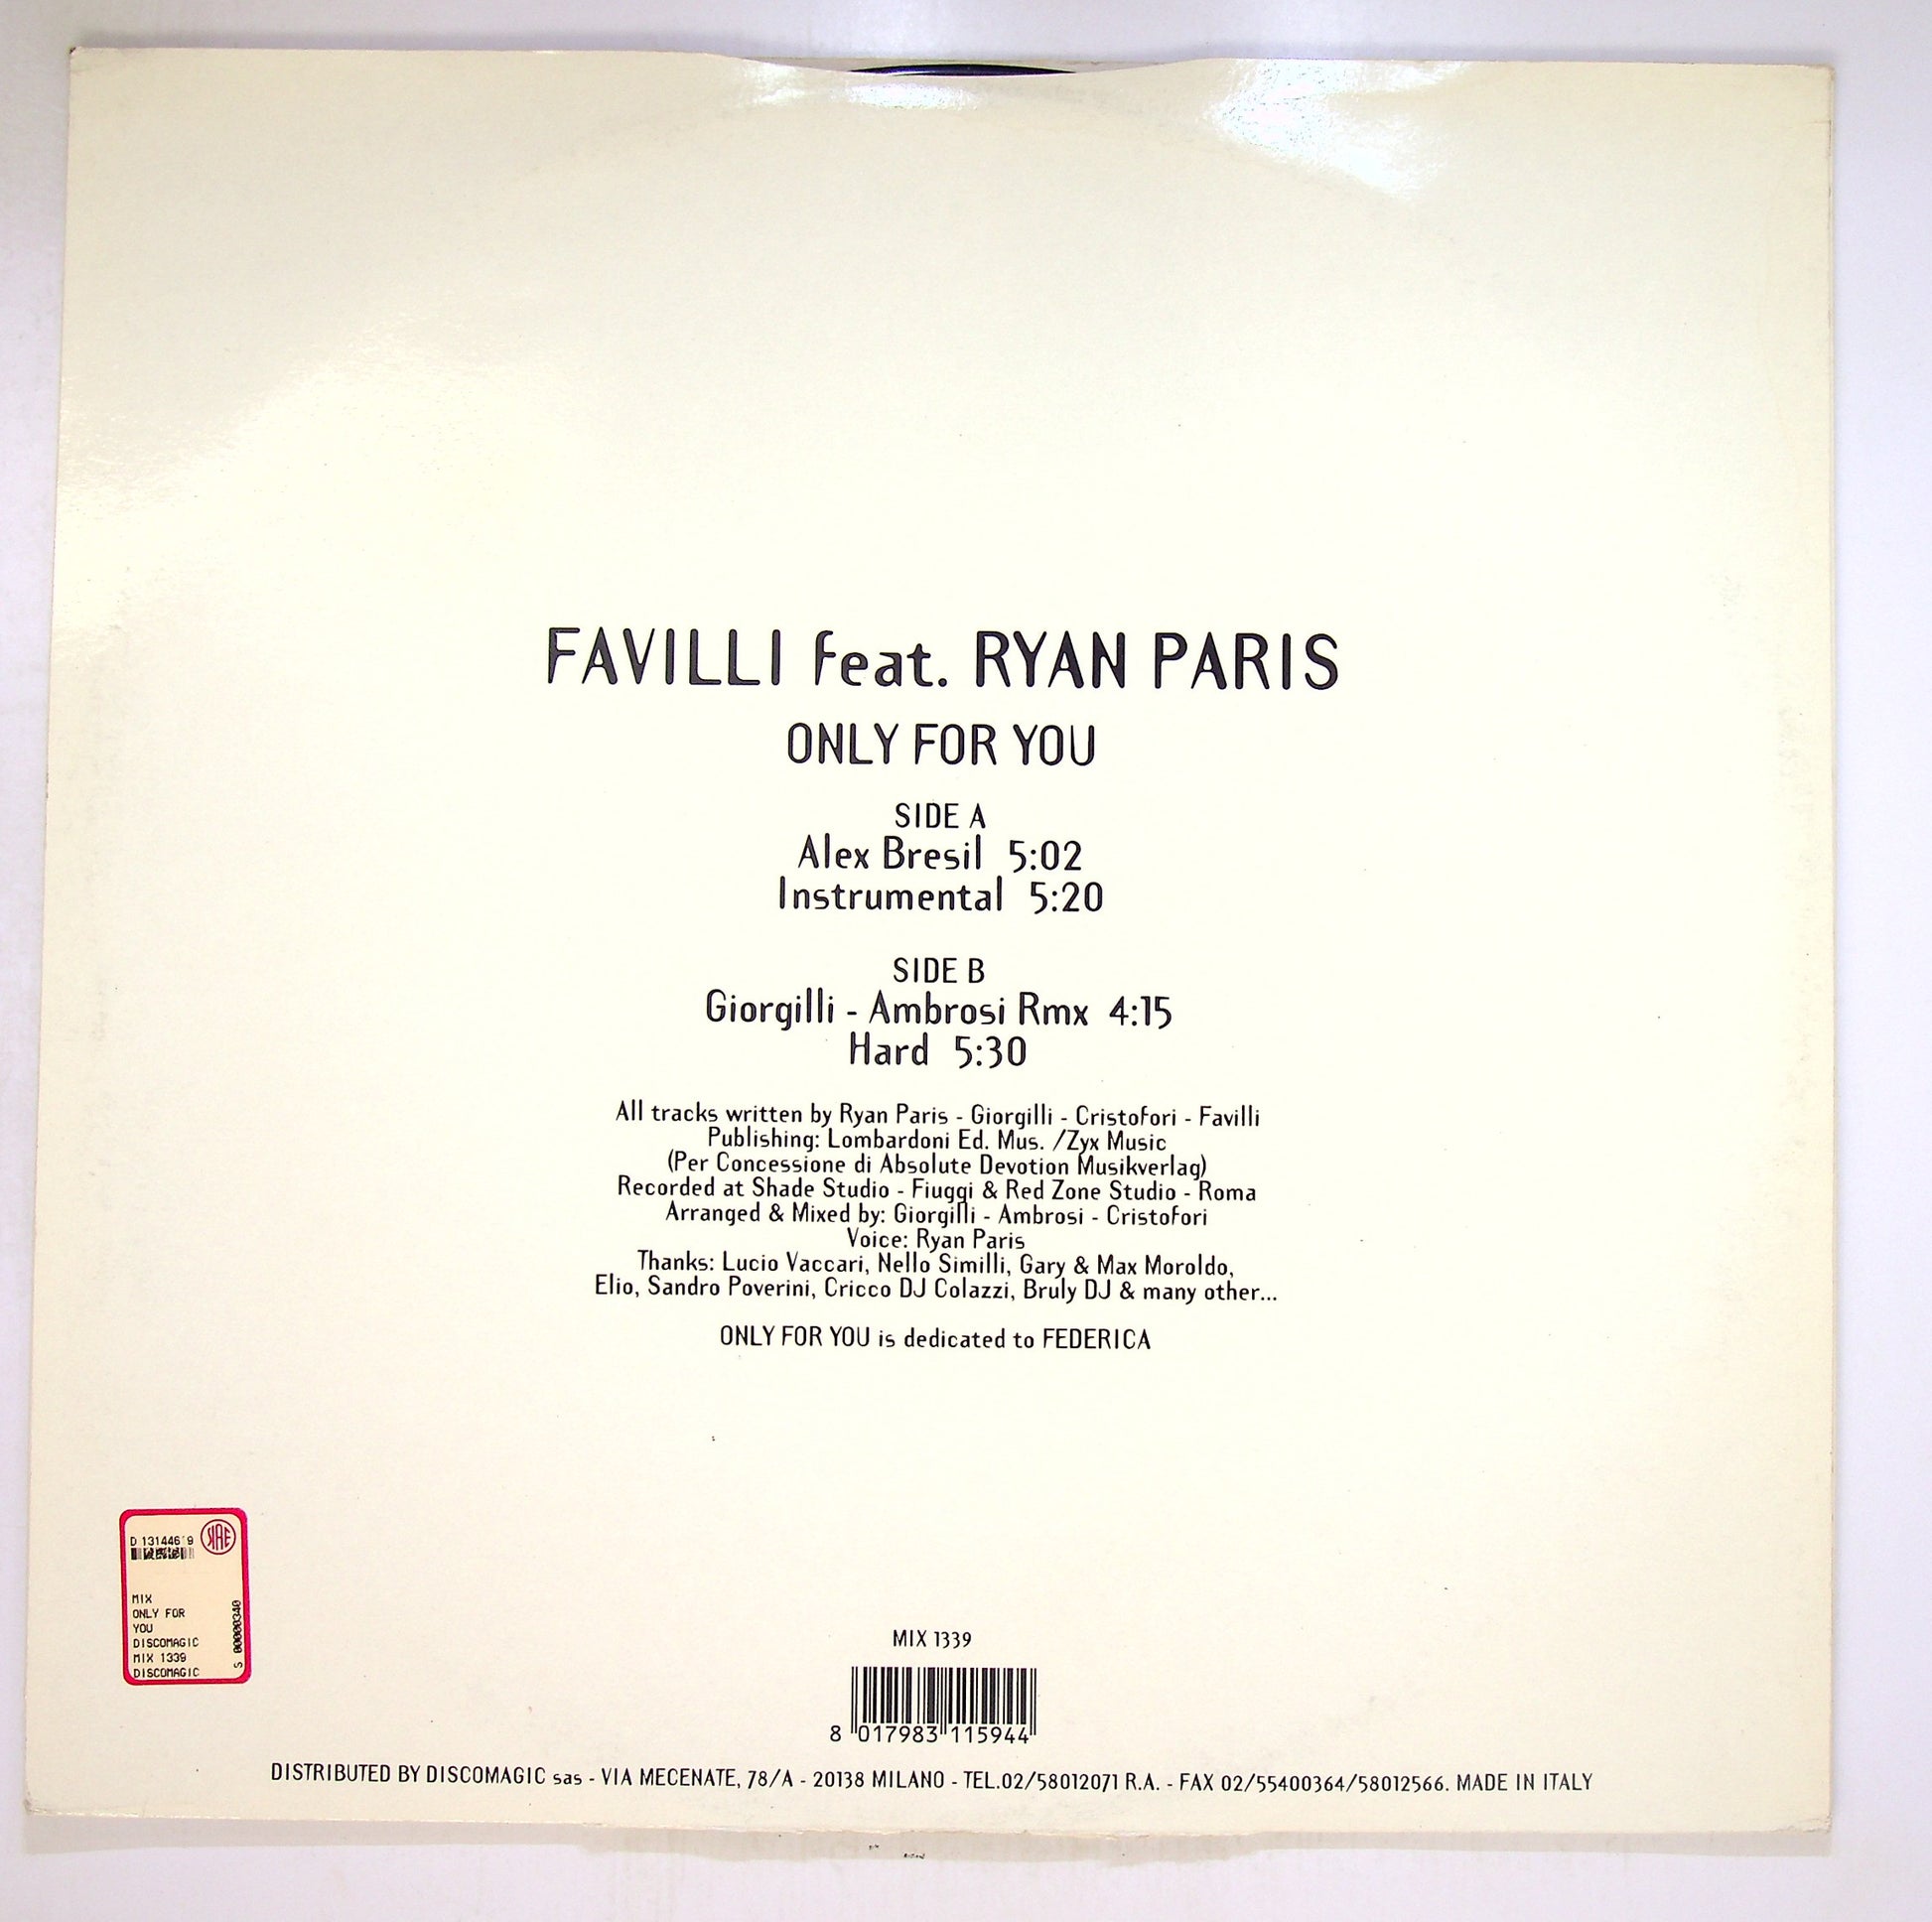 FAVILLI feat. RYAN PARIS
ONLY FOR YOU
SIDE A
Alex Bresil 5:02
Instrumental 5:20
SIDE B
Giorgilli - Ambrosi Rmx 4:15
Hard 5:30
All tracks written by Ryan Paris - Giorgilli - Cristofori - Favilli
Publishing: Lombardoni Ed. Mus. /Zyx Music
(Per Concessione di Absolute Devotion Musikverlag)
Recorded at Shade Studio - Fiuggi & Red Zone Studio - Roma
Arranged & Mixed by: Giorgilli - Ambrosi - Cristofori
Voice: Ryan Paris
Thanks: Lucio Vaccari, Nello Similli, Gary & Max Moroldo,
Elio, Sandro Poverini, Cricco DJ Colazzi, Bruly DJ & many other...
ONLY FOR YOU is dedicated to FEDERICA
D
SIAE
MIX
ONLY FOR
YOU
DISCOMAGIC
MIX 1339
DISCOMAGIC
S 00000340
MIX 1339
8 017983 115944
DISTRIBUTED BY DISCOMAGIC sas - VIA MECENATE, 78/A - 20138 MILANO - TEL.02/58012071 R.A. - FAX 02/55400364/58012566. MADE IN ITALY